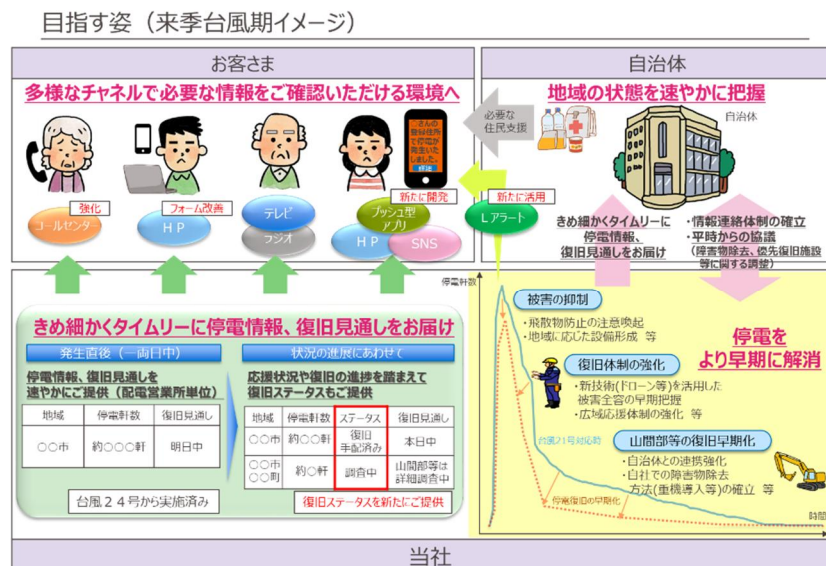 目指す姿（来季台風期イメージ）
お客さま
多様なチャネルで必要な情報をご確認いただける環境へ
強化
コールセンター
フォーム改善
ＨＰ
テレビ
ラジオ
登録住所
で停電が
発生いた
しました。
新たに開発
プッシュ型
アプリ
ＨＰ
SNS
必要な
住民支援
新たに活用
Ｌアラート
自治体
地域の状態を速やかに把握
自治体
きめ細かくタイムリーに
停電情報、
復旧見通しをお届け
・情報連絡体制の確立
・平時からの協議
（障害物除去、優先復旧施設
等に関する調整）
きめ細かくタイムリーに停電情報、復旧見通しをお届け
発生直後（一両日中）
停電情報、復旧見通しを
速やかにご提供（配電営業所単位）
地域 停電軒数 復旧見通し
○○市 約○○○軒 明日中
台風２４号から実施済み
状況の進展にあわせて
応援状況や復旧の進捗を踏まえて
復旧ステータスもご提供
地域 停電軒数 ステータス 復旧見通し
○○市 約○○軒 復旧手配済み 本日中
○○市○○町 約○軒 調査中 山間部等は詳細調査中
復旧ステータスを新たにご提供
停電軒数
被害の抑制
・飛散物防止の注意喚起
・地域に応じた設備形成 等
停電を
より早期に解消
復旧体制の強化
・新技術(ドローン等)を活用した
被害全容の早期把握
・広域応援体制の強化 等
台風21号対応時
山間部等の復旧早期化
・自治体との連携強化
・自社での障害物除去
方法(重機導入等)の確立 等
停電復旧の早期化
時間
当社